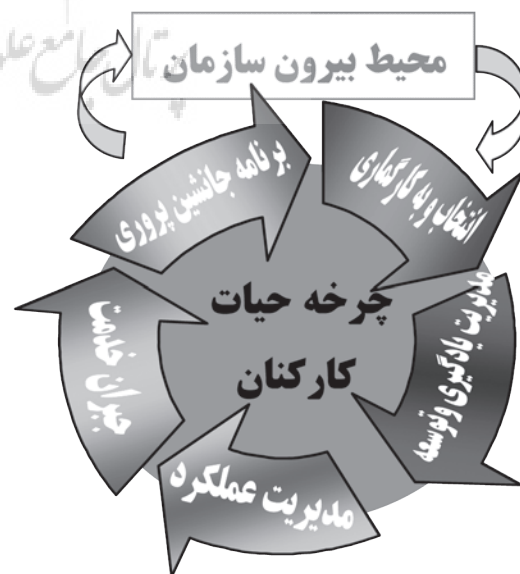 محیط بیرون سازمان
انتخاب و به کارگماری
مدیریت یادگیری و توسعه
مدیریت عملکرد
جبران خدمت
برنامه جانشین پروری
چرخه حیات
کارکنان